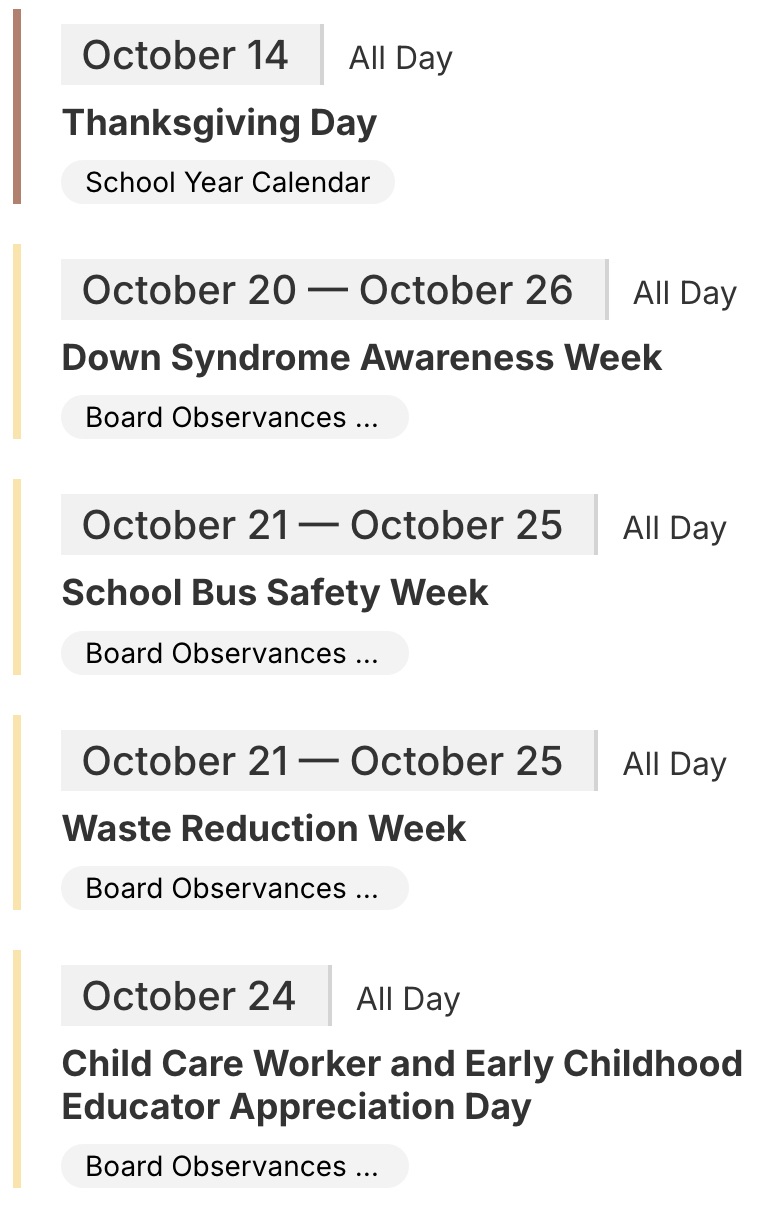 October 14 All Day
Thanksgiving Day
School Year Calendar
October 20 — October 26 All Day
Down Syndrome Awareness Week
Board Observances ...
October 21 — October 25 All Day
School Bus Safety Week
Board Observances ...
October 21 — October 25 All Day
Waste Reduction Week
Board Observances ...
October 24 All Day
Child Care Worker and Early Childhood
Educator Appreciation Day
Board Observances ...